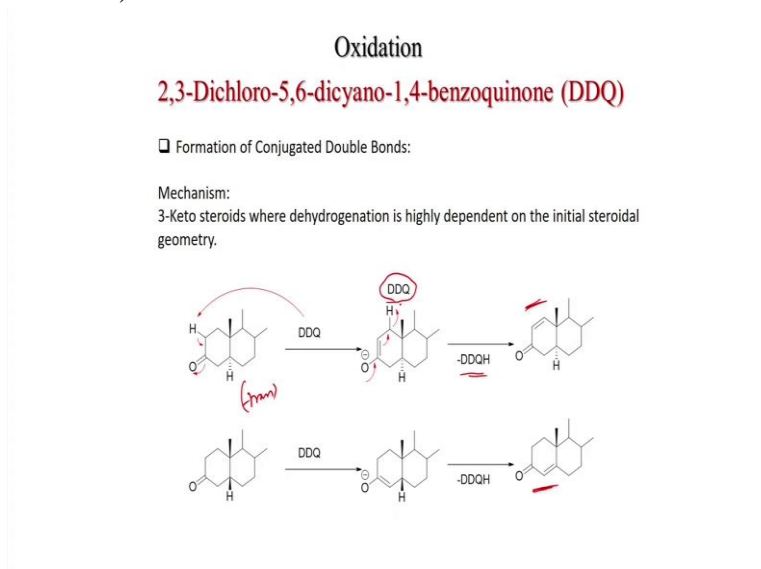 Oxidation
2,3-Dichloro-5,6-dicyano-1,4-benzoquinone (DDQ)
Formation of Conjugated Double Bonds:
Mechanism:
3-Keto steroids where dehydrogenation is highly dependent on the initial steroidal
geometry.
DDQ
H
H
DDQ
O
H
O
H
-DDQH
O
H
(tran)
DDQ
O
H
O
H
-DDQH
O